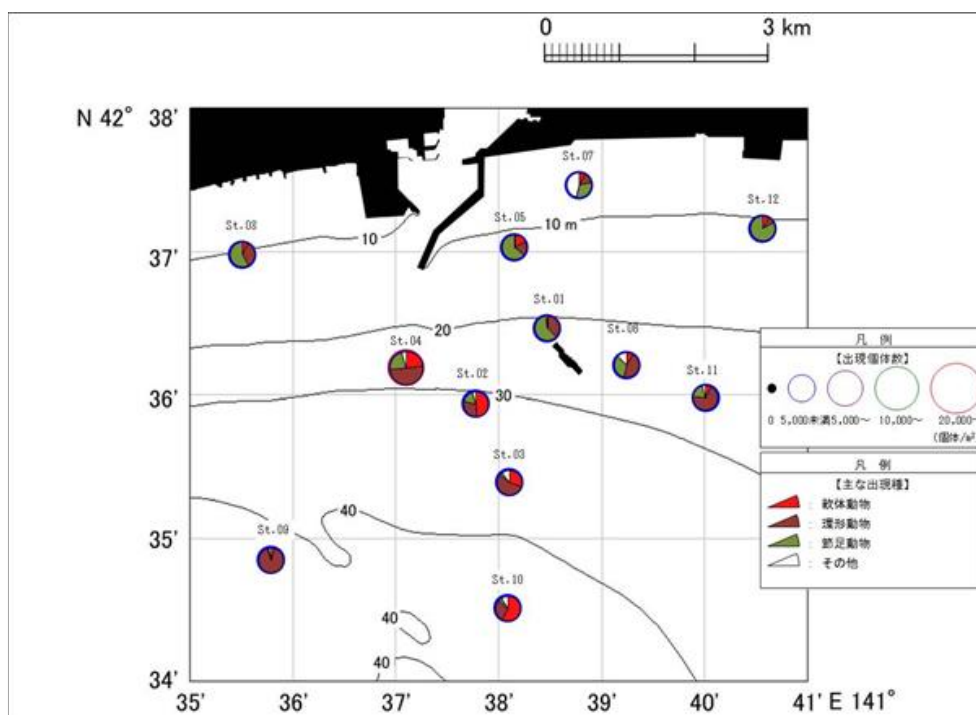 0 3 km
N 42° 38'
St.07
St.12
St.05
10 m
St.08
10
37'
St.01
20
St.04
St.06
St.02
St.11
36'
30
St.03
40
St.09
35'
St.10
40
40
34'
35' 36' 37' 38' 39' 40' 41' E 141°
凡 例
【出現個体数】
0 5,000未満 5,000〜 10,000〜 20,000〜
(個体/m²
凡 例
【主な出現種】
: 軟体動物
: 環形動物
: 節足動物
: その他